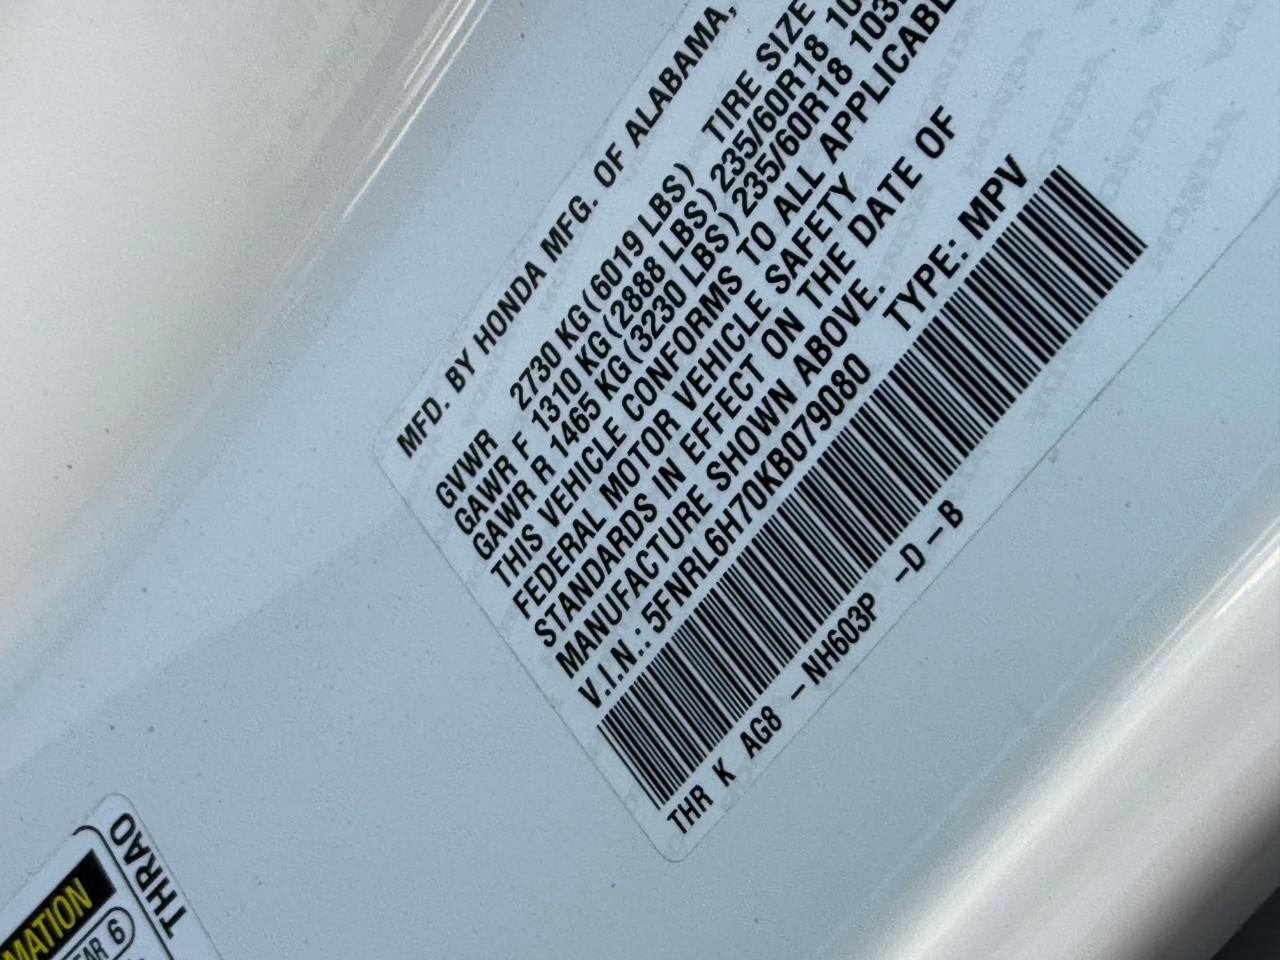 MFD. BY HONDA MFG. OF ALABAMA,
TIRE SIZE
GVWR 2730 KG (6019 LBS)
GAWR F 1310 KG (2888 LBS) 235/60R18
GAWR R 1465 KG (3230 LBS) 235/60R18
THIS VEHICLE CONFORMS TO ALL APPLICABLE
FEDERAL MOTOR VEHICLE SAFETY
STANDARDS IN EFFECT ON THE DATE OF
MANUFACTURE SHOWN ABOVE.
V.I.N.: 5FNRL6H70KB079080 TYPE: MPV
THR K AG8 - NH603P -D - B
THRAO